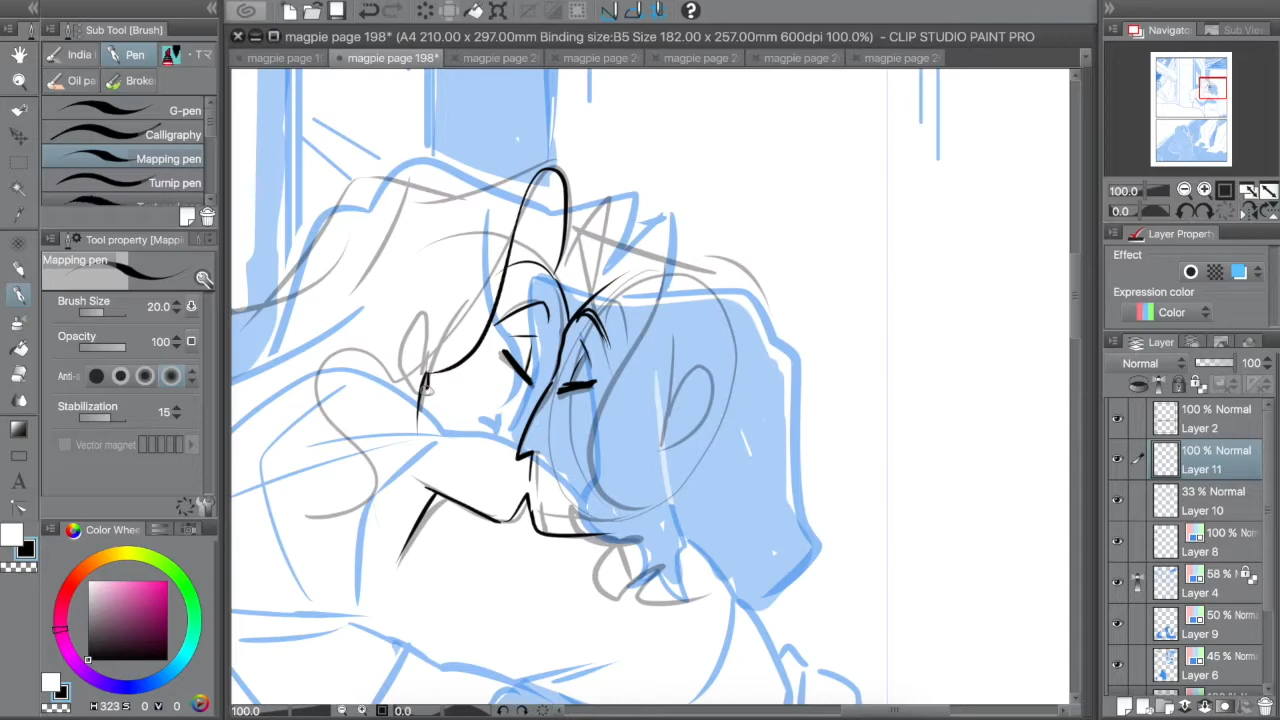 Sub Tool [Brush]
India
Pen
Oil pa
Broke
G-pen
Calligraphy
Mapping pen
Turnip pen
Tool property [Mappi
Mapping pen
Brush Size
20.0
Opacity
100
Anti-a
Stabilization
15
Vector magnet
Color Whee
H 323 S 0 V 0
magpie page 198* (A4 210.00 x 297.00mm Binding size:B5 Size 182.00 x 257.00mm 600dpi 100.0%) - CLIP STUDIO PAINT PRO
magpie page 1
magpie page 198*
magpie page 2
magpie page 2
magpie page 2
magpie page 2
magpie page 2
100.0
0.0
Navigato
Sub View
100.0
0.0
Layer Property
Effect
Expression color
Color
Layer
Normal
100
100 % Normal
Layer 2
100 % Normal
Layer 11
33 % Normal
Layer 10
100 % Norma
Layer 8
58 % N
Layer 4
50 % Norm
Layer 9
45 % Norm
Layer 6